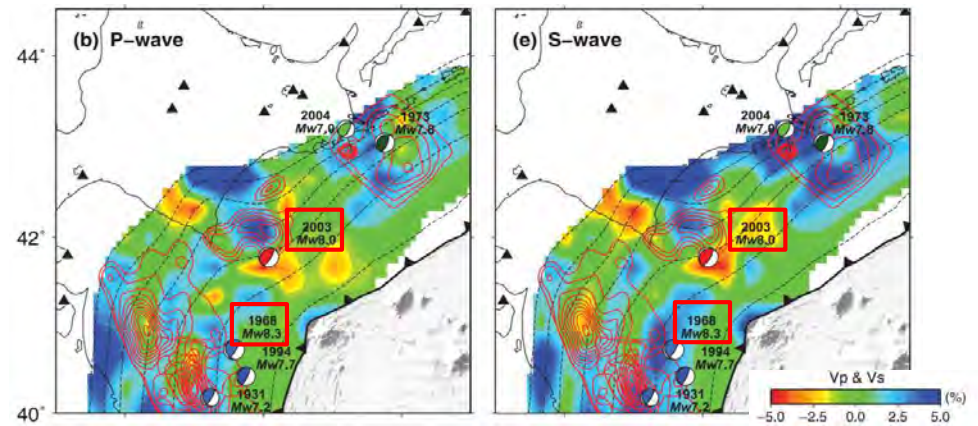 (b) P-wave
(e) S-wave
44°
42°
40°
2004
Mw7.0
1973
Mw7.8
2003
Mw8.0
1968
Mw8.3
1994
Mw7.7
1931
Mw7.2
2004
Mw7.0
1973
Mw7.8
2003
Mw8.0
1968
Mw8.3
1994
Mw7.7
1931
Mw7.2
Vp & Vs
-5.0 -2.5 0.0 2.5 5.0 (%)